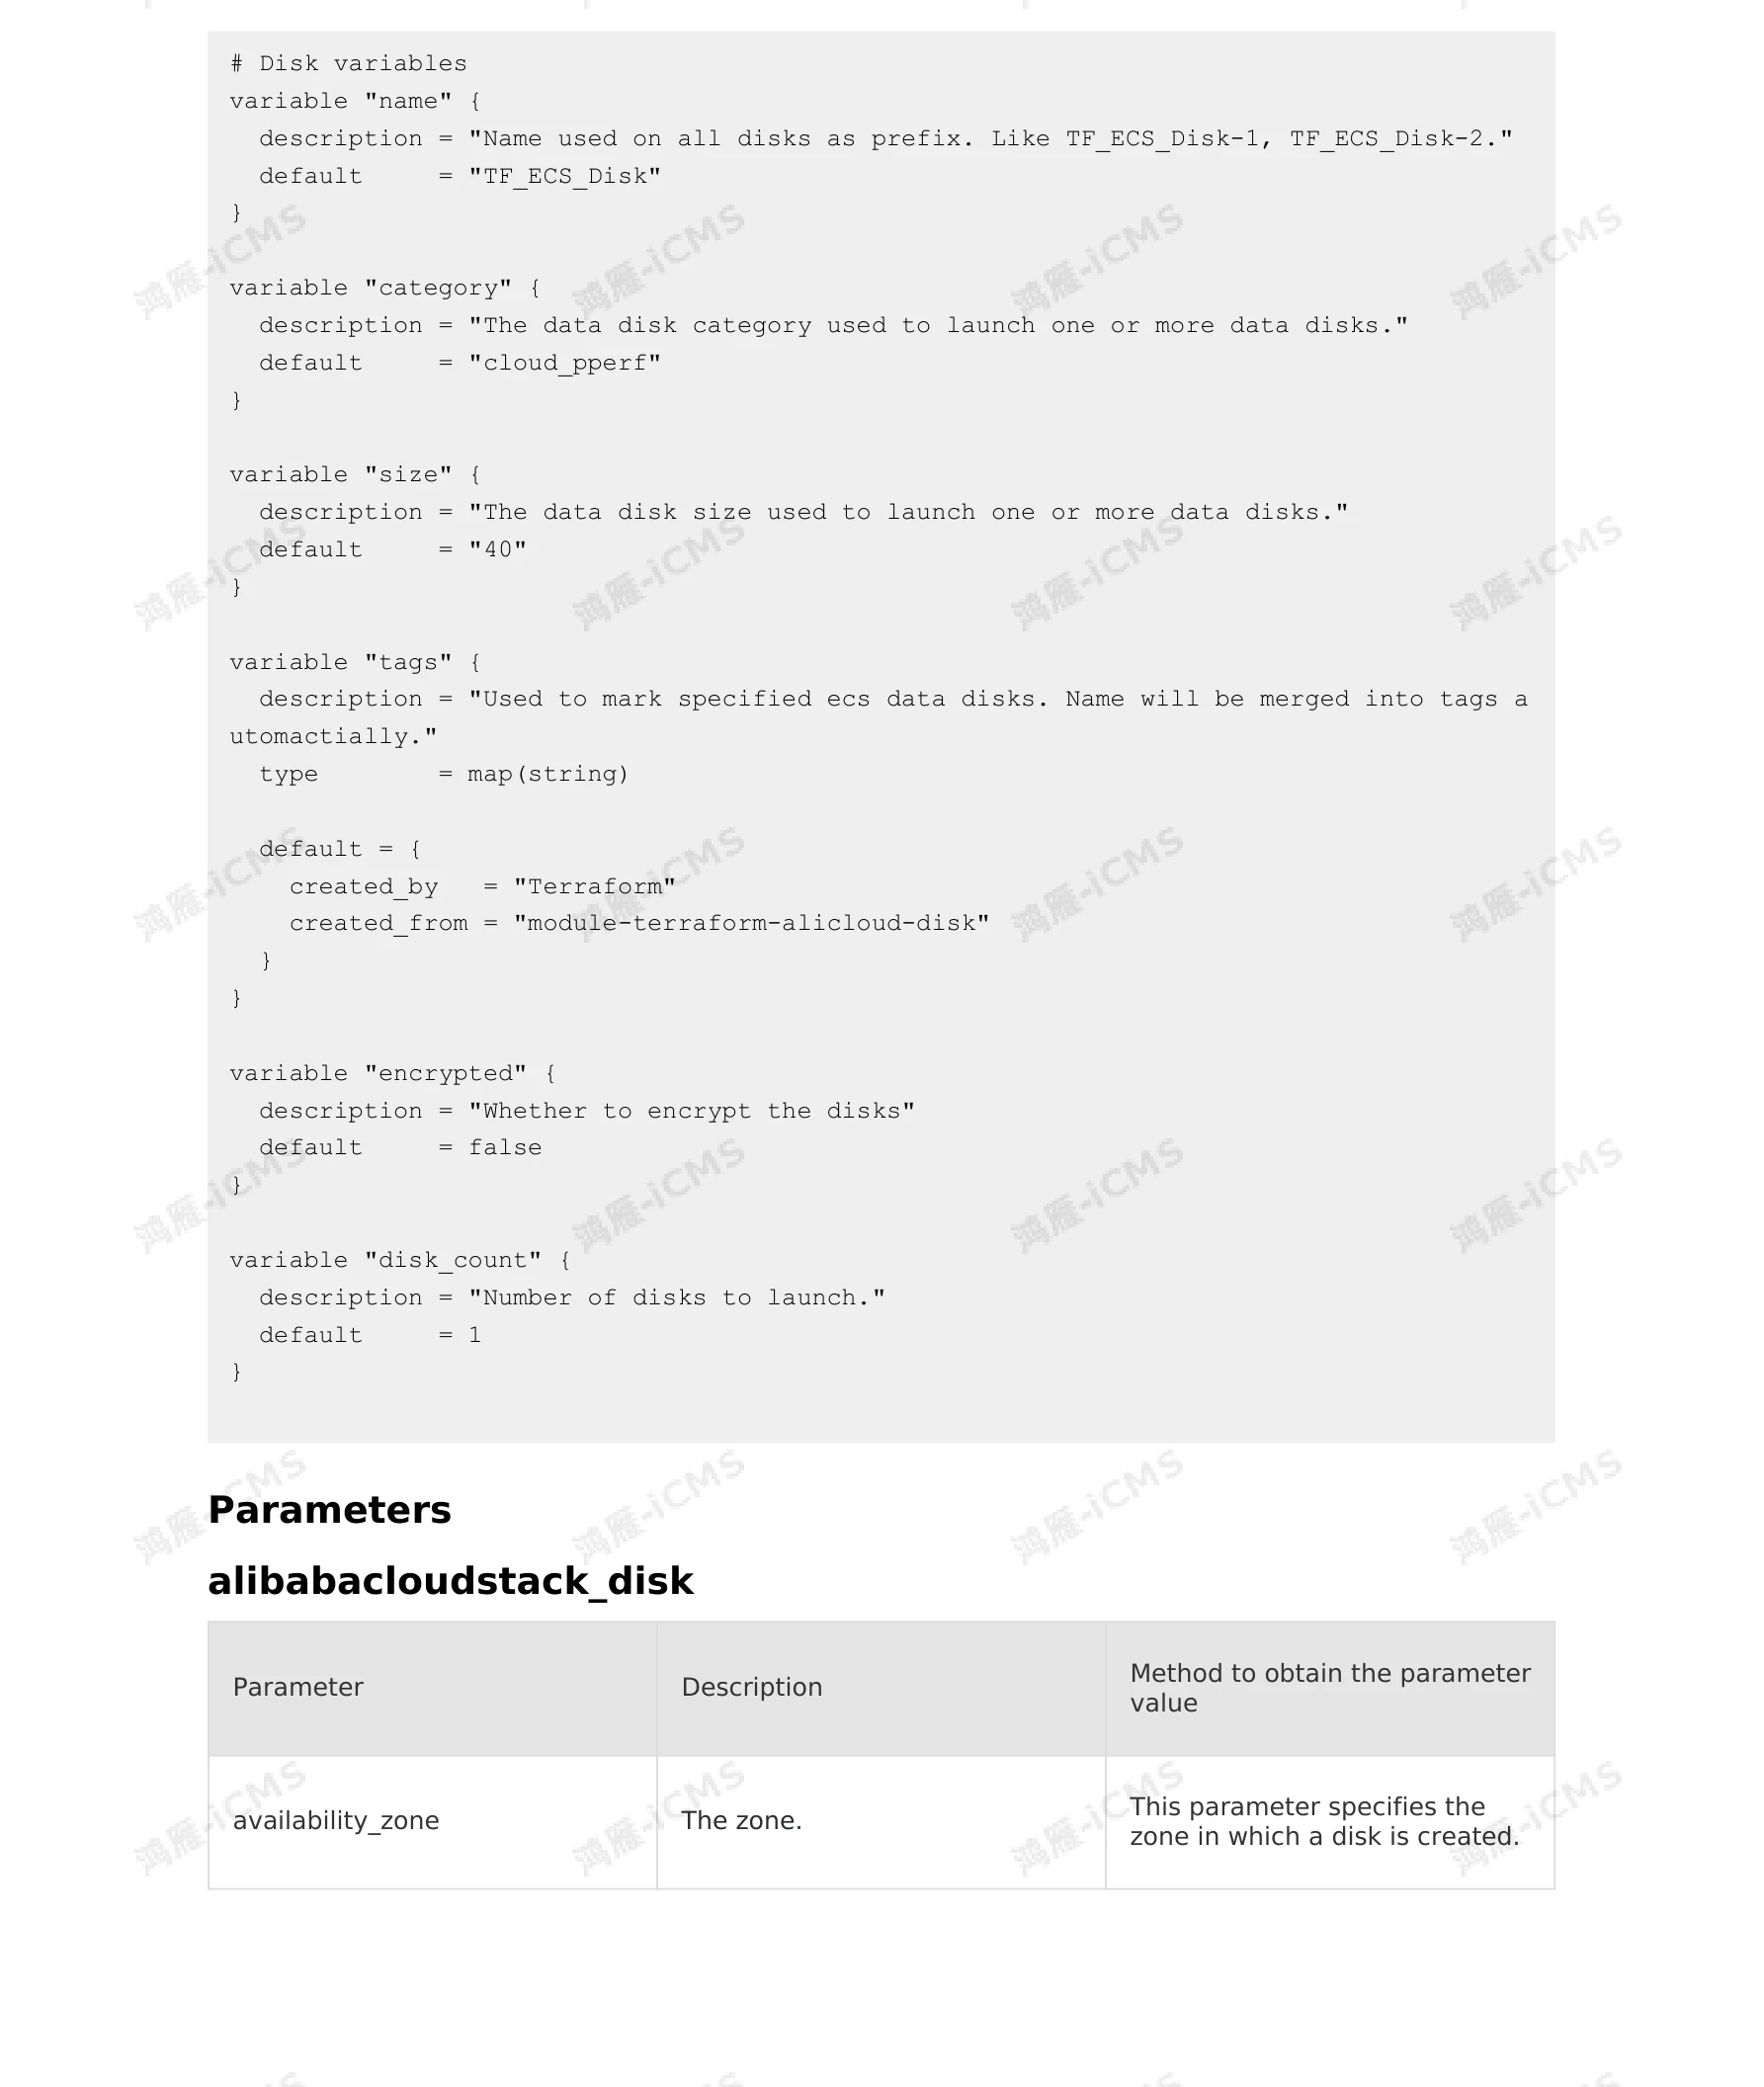 # Disk variables
variable "name" {
  description = "Name used on all disks as prefix. Like TF_ECS_Disk-1, TF_ECS_Disk-2."
  default     = "TF_ECS_Disk"
}

variable "category" {
  description = "The data disk category used to launch one or more data disks."
  default     = "cloud_pperf"
}

variable "size" {
  description = "The data disk size used to launch one or more data disks."
  default     = "40"
}

variable "tags" {
  description = "Used to mark specified ecs data disks. Name will be merged into tags a
utomactially."
  type        = map(string)

  default = {
    created_by   = "Terraform"
    created_from = "module-terraform-alicloud-disk"
  }
}

variable "encrypted" {
  description = "Whether to encrypt the disks"
  default     = false
}

variable "disk_count" {
  description = "Number of disks to launch."
  default     = 1
}

Parameters
alibabacloudstack_disk
Parameter
Description
Method to obtain the parameter
value
availability_zone
The zone.
This parameter specifies the
zone in which a disk is created.
鸿雁-iCMS